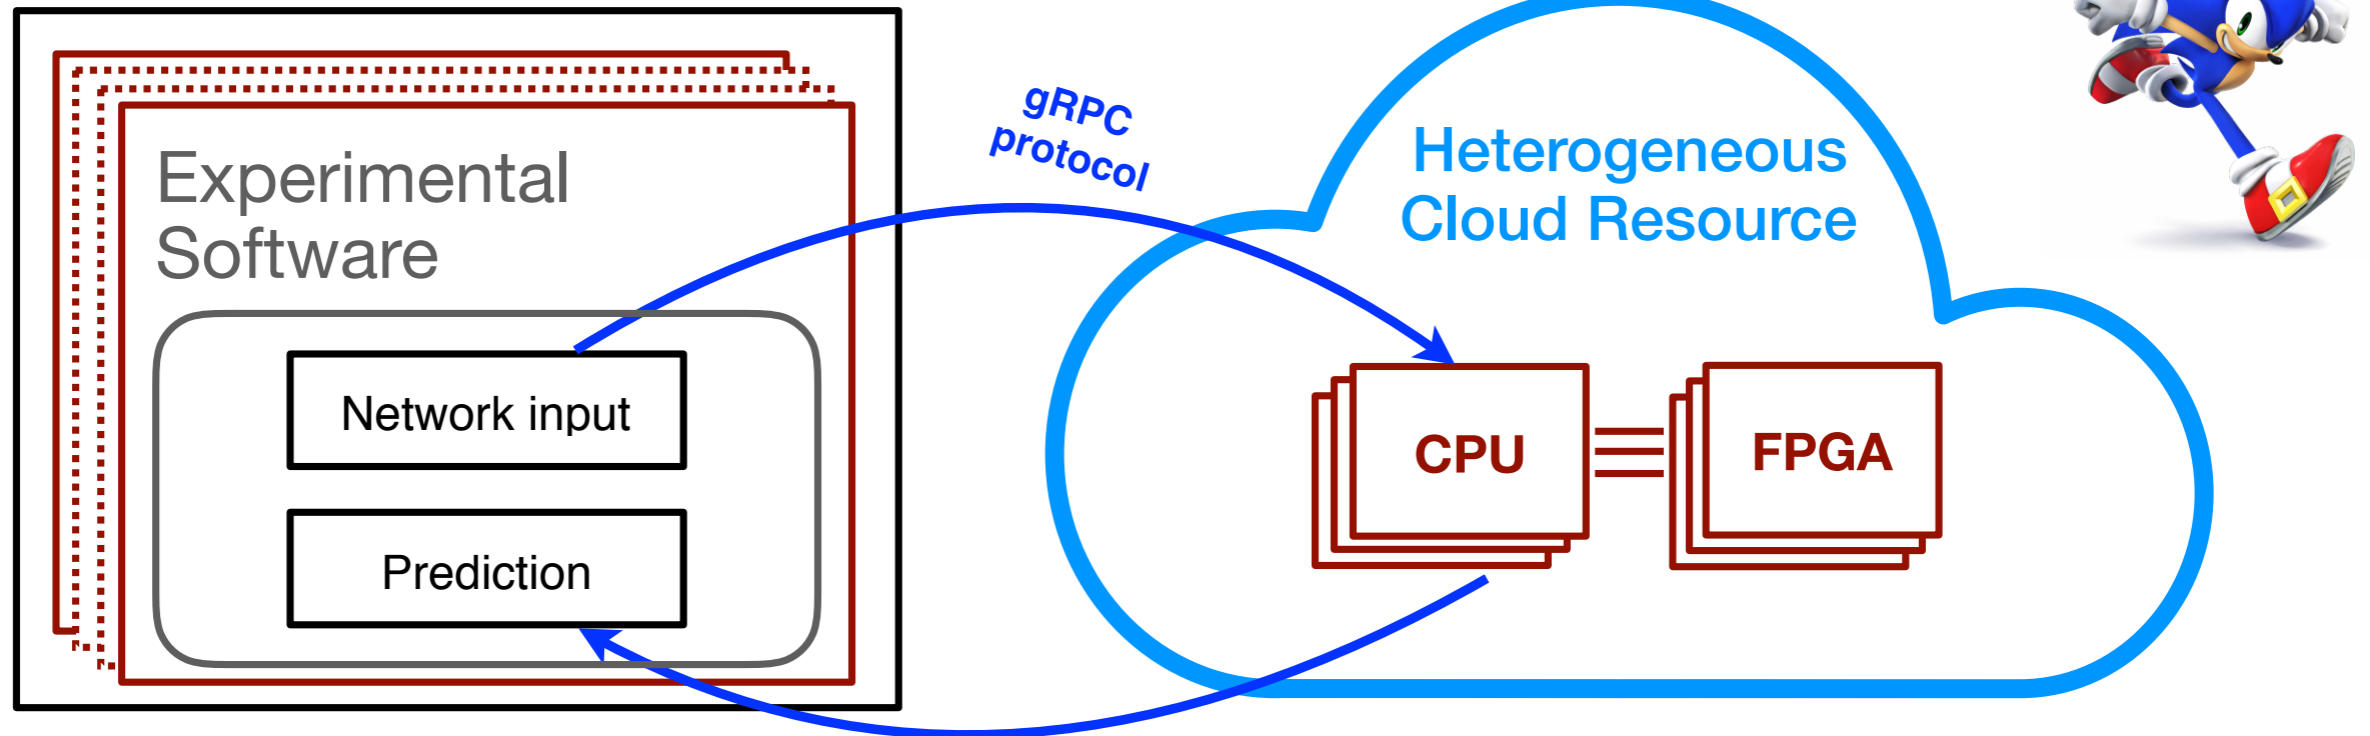 Experimental
Software
Network input
Prediction
gRPC
protocol
Heterogeneous
Cloud Resource
CPU
FPGA